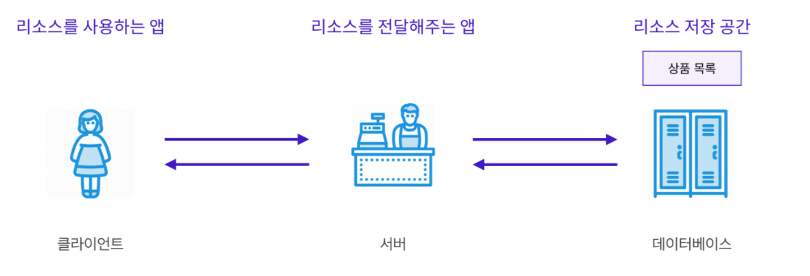 리소스를 사용하는 앱
리소스를 전달해주는 앱
리소스 저장 공간
상품 목록
클라이언트
서버
데이터베이스